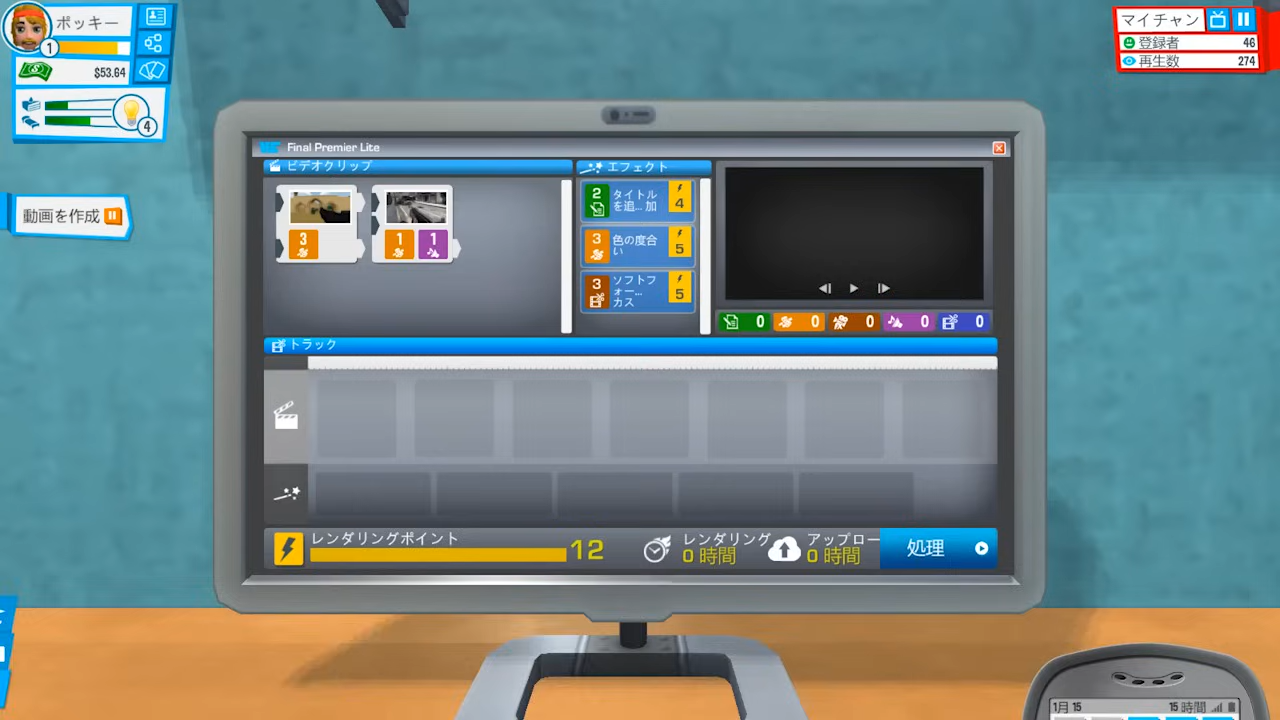 ポッキー
1
$53.64
4
マイチャン
登録者 46
再生数 274
動画を作成
Final Premier Lite
ビデオクリップ
エフェクト
3
1 1
2 タイトルを追... 加 4
3 色の度合い 5
3 ソフトフォー... カス 5
0 0 0 0 0
トラック
レンダリングポイント 12
レンダリング
0 時間
アップロー
0 時間
処理
1月 15 15 時間